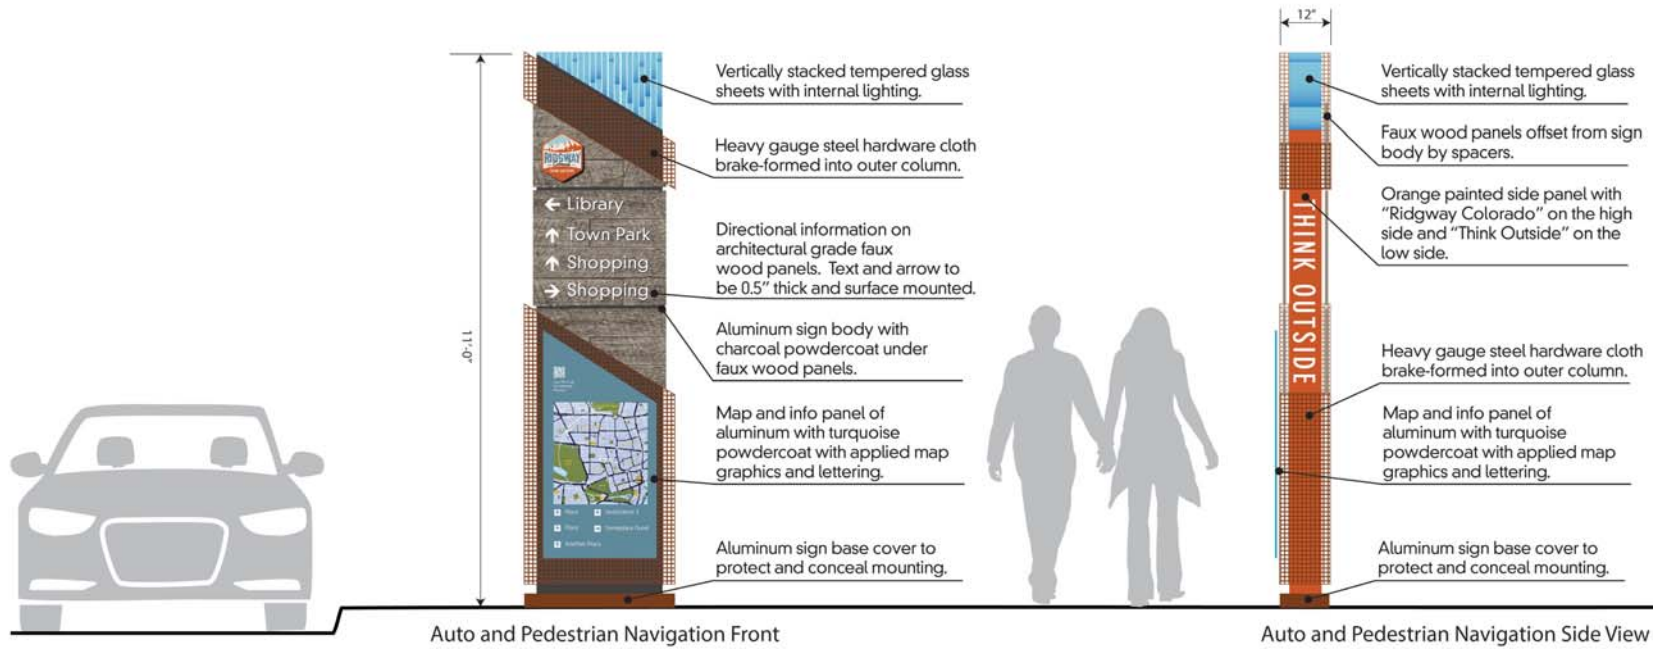 12"
Vertically stacked tempered glass
sheets with internal lighting.
Heavy gauge steel hardware cloth
brake-formed into outer column.
RIDGWAY
← Library
↑ Town Park
↑ Shopping
→ Shopping
Directional information on
architectural grade faux
wood panels. Text and arrow to
be 0.5" thick and surface mounted.
11'-0"
Aluminum sign body with
charcoal powdercoat under
faux wood panels.
Map and info panel of
aluminum with turquoise
powdercoat with applied map
graphics and lettering.
Aluminum sign base cover to
protect and conceal mounting.
Auto and Pedestrian Navigation Front
Vertically stacked tempered glass
sheets with internal lighting.
Faux wood panels offset from sign
body by spacers.
Orange painted side panel with
"Ridgway Colorado" on the high
side and "Think Outside" on the
low side.
THINK OUTSIDE
Heavy gauge steel hardware cloth
brake-formed into outer column.
Map and info panel of
aluminum with turquoise
powdercoat with applied map
graphics and lettering.
Aluminum sign base cover to
protect and conceal mounting.
Auto and Pedestrian Navigation Side View